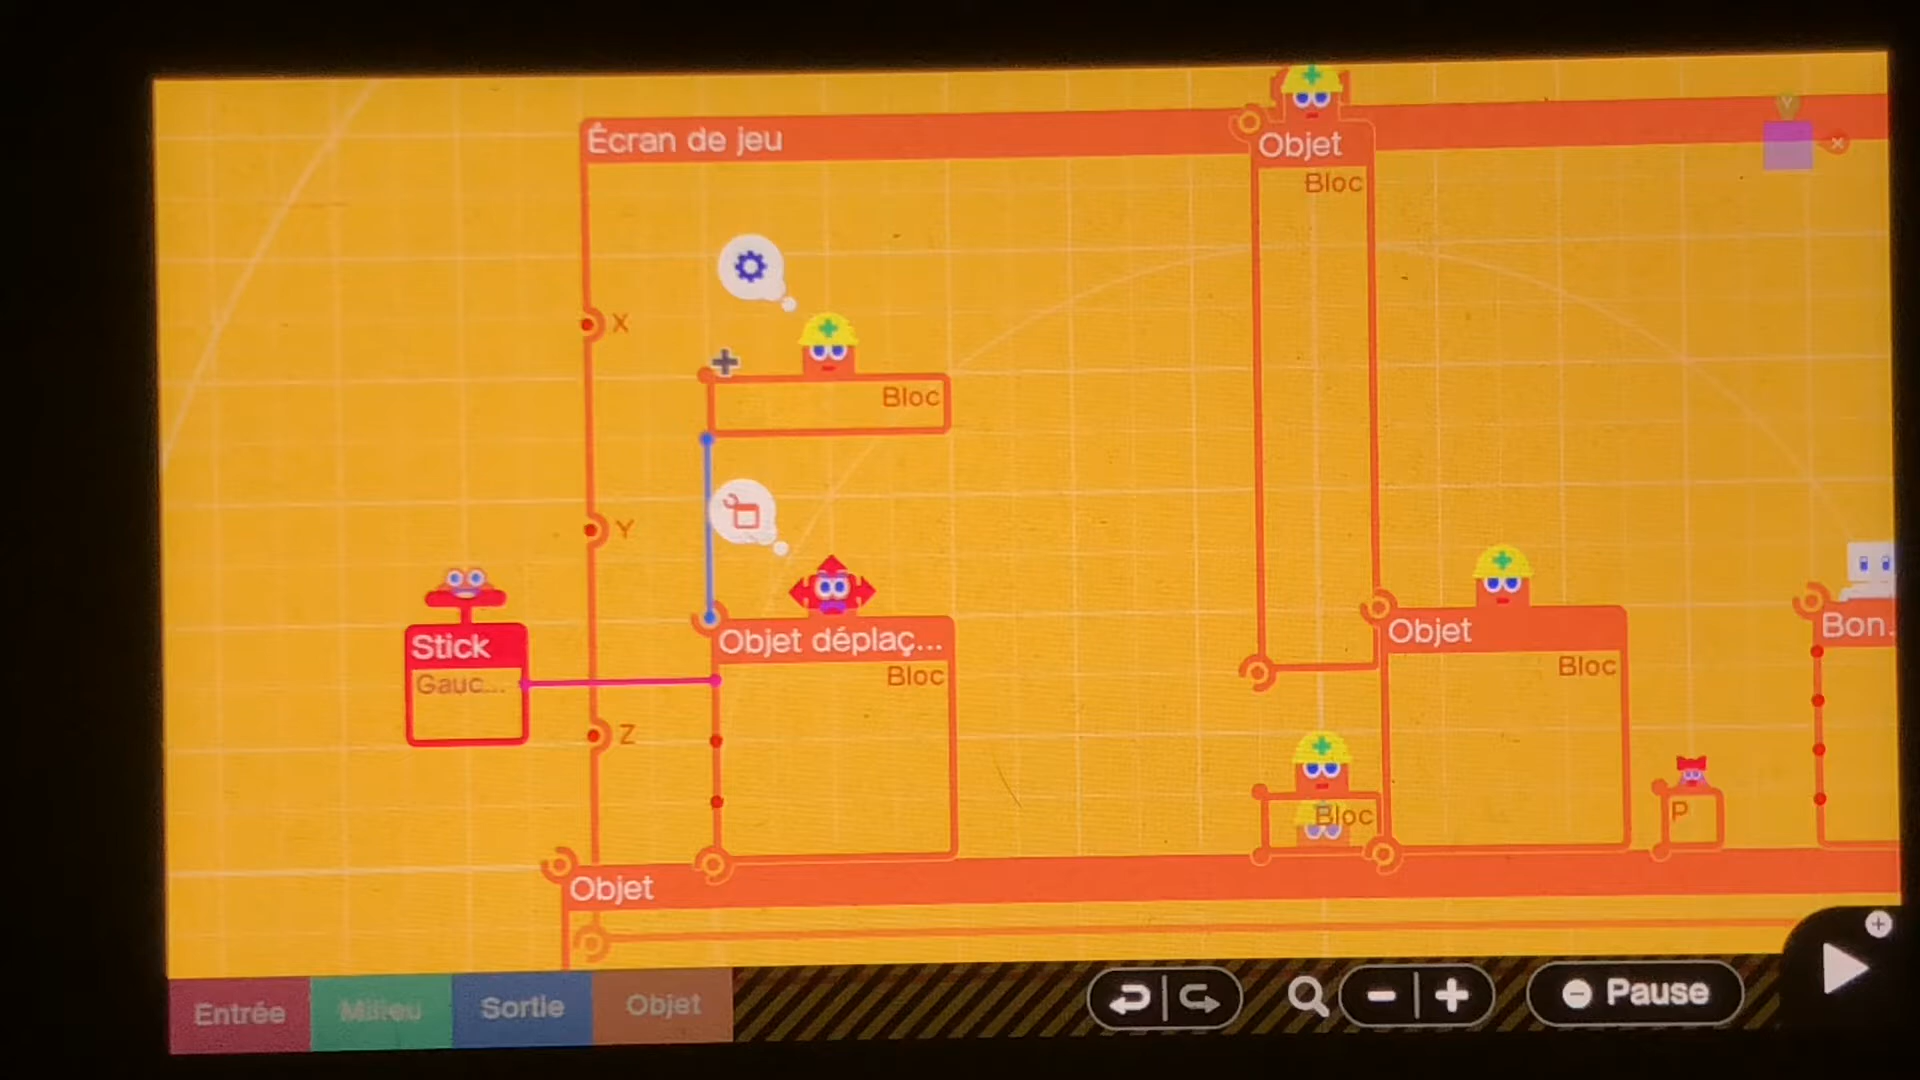 Écran de jeu
Objet
Bloc
X
Bloc
Y
Stick
Gauc...
Objet déplaç...
Bloc
Objet
Bloc
Bon.
Z
Bloc
P
Objet
Entrée
Milieu
Sortie
Objet
Pause